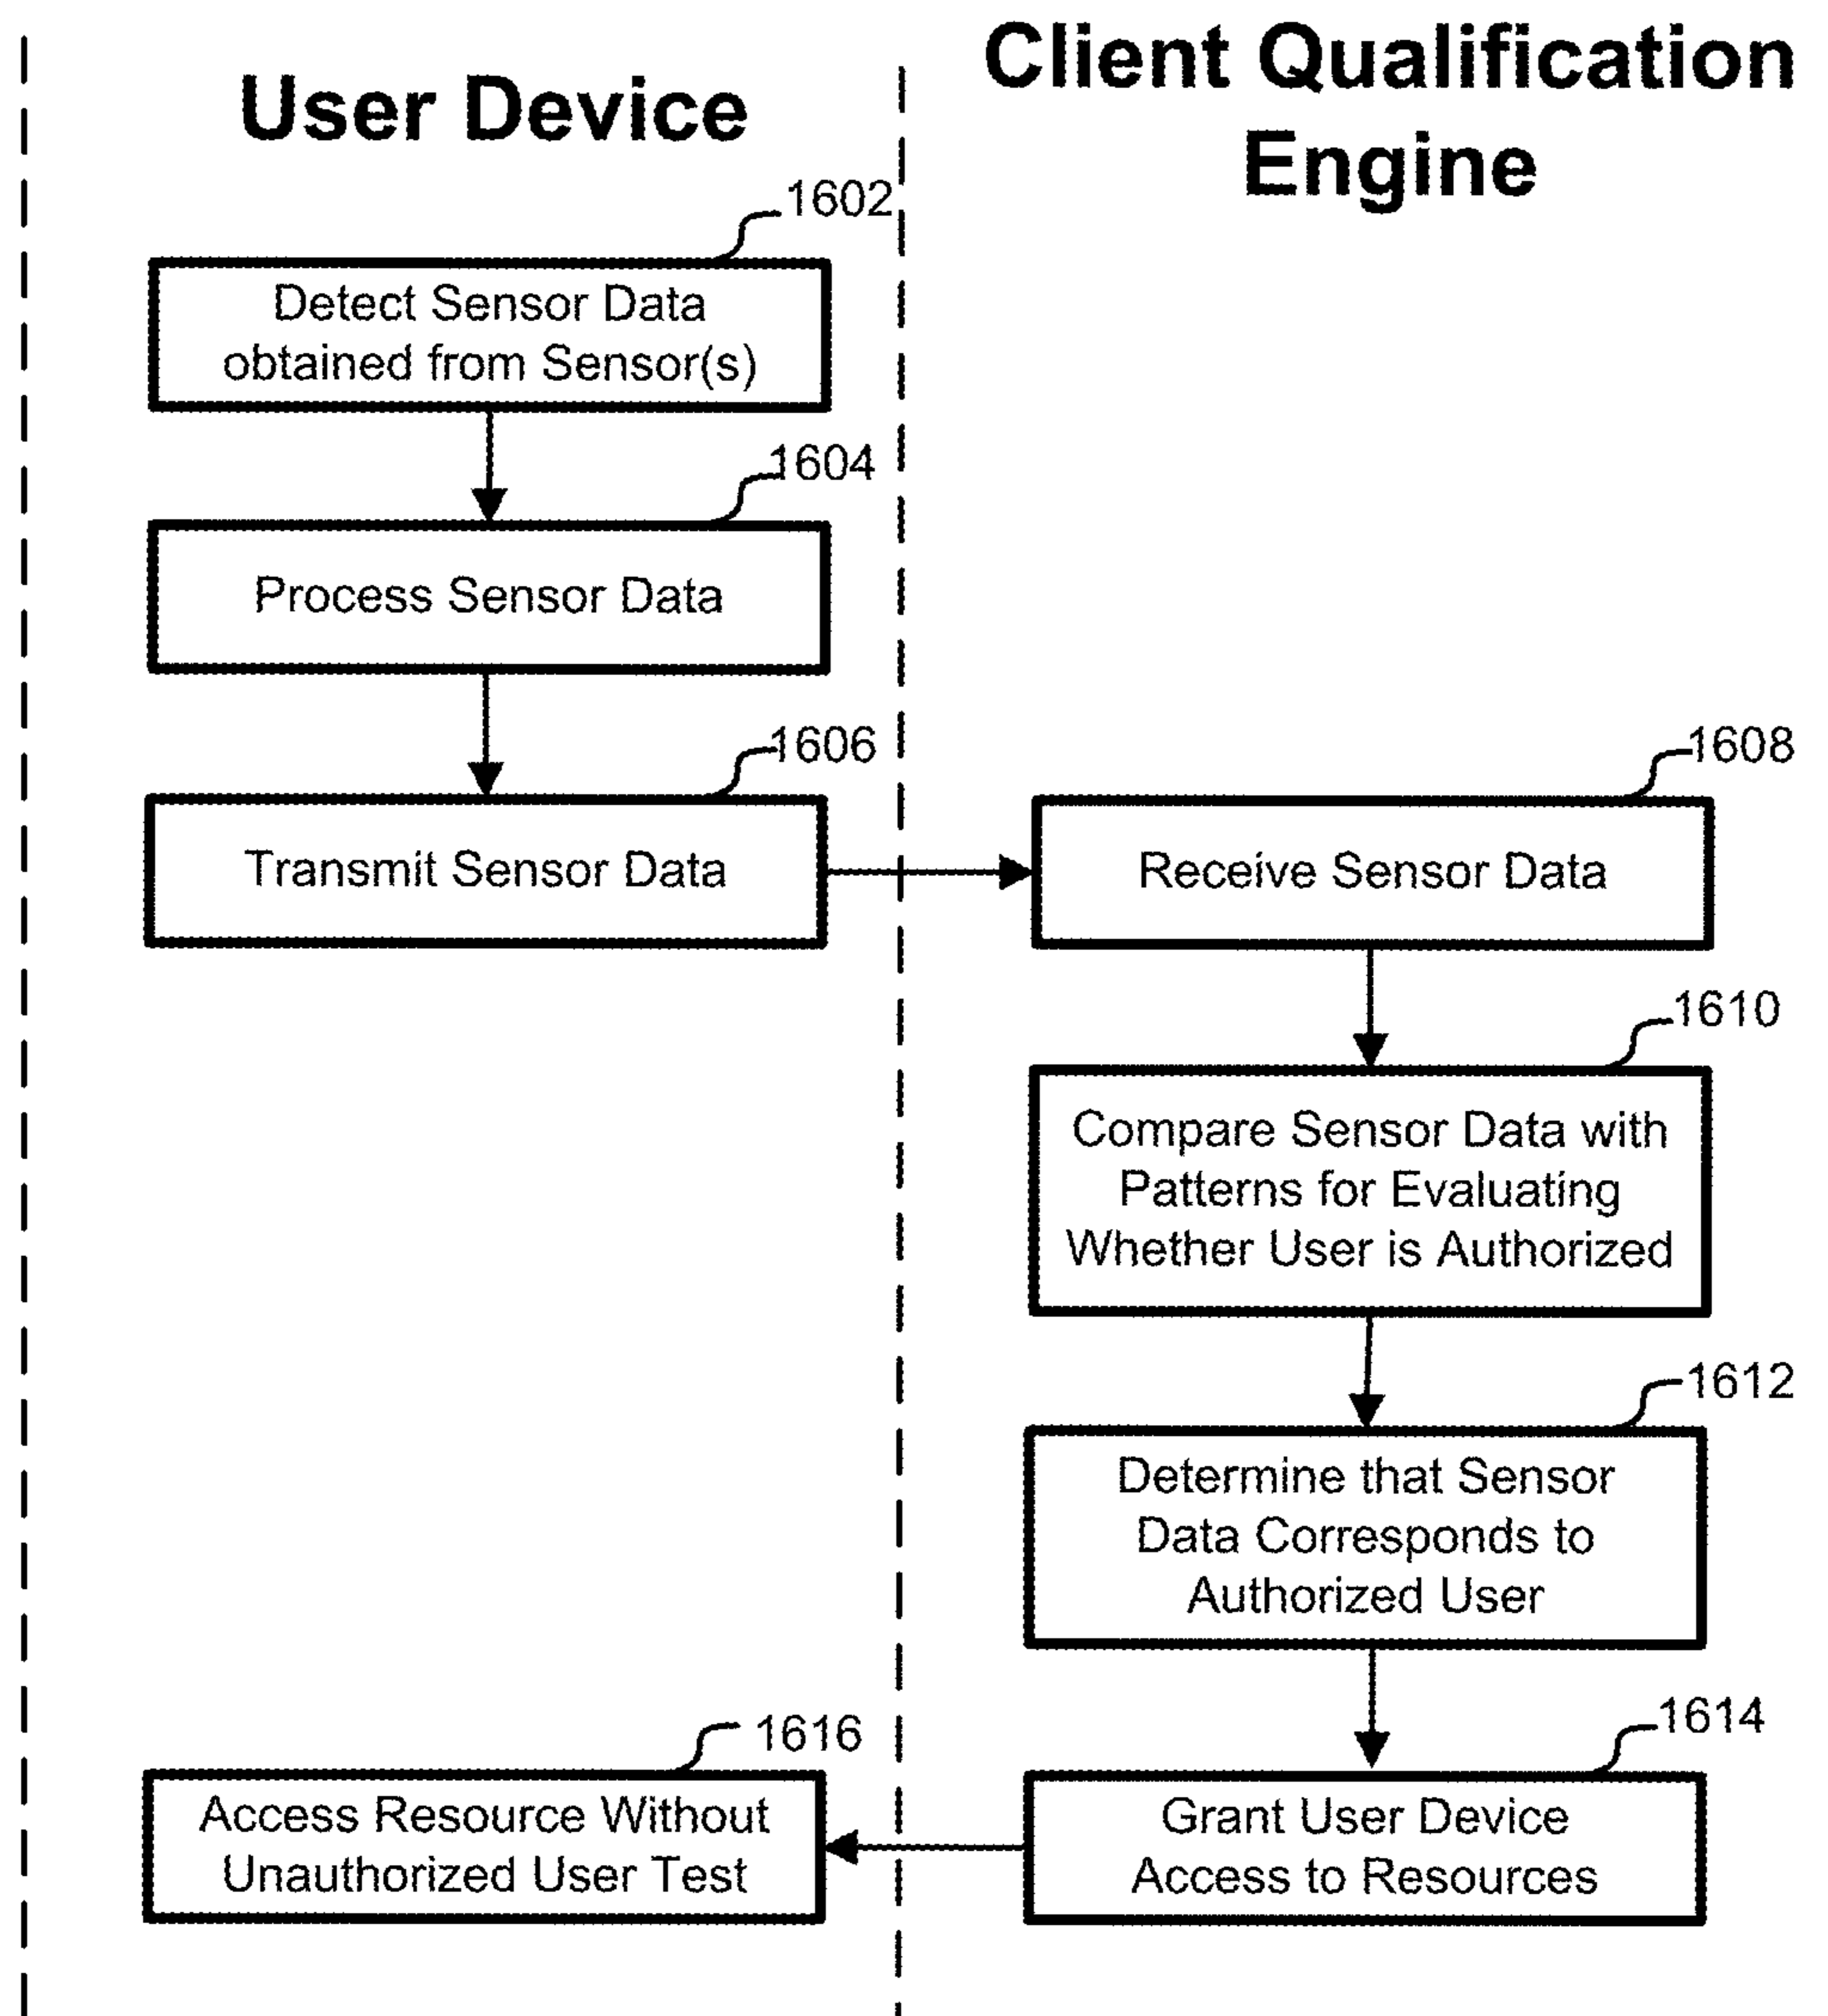 User Device
Client Qualification
Engine
1602
Detect Sensor Data
obtained from Sensor(s)
1604
Process Sensor Data
1606
Transmit Sensor Data
1608
Receive Sensor Data
1610
Compare Sensor Data with
Patterns for Evaluating
Whether User is Authorized
1612
Determine that Sensor
Data Corresponds to
Authorized User
1614
Grant User Device
Access to Resources
1616
Access Resource Without
Unauthorized User Test